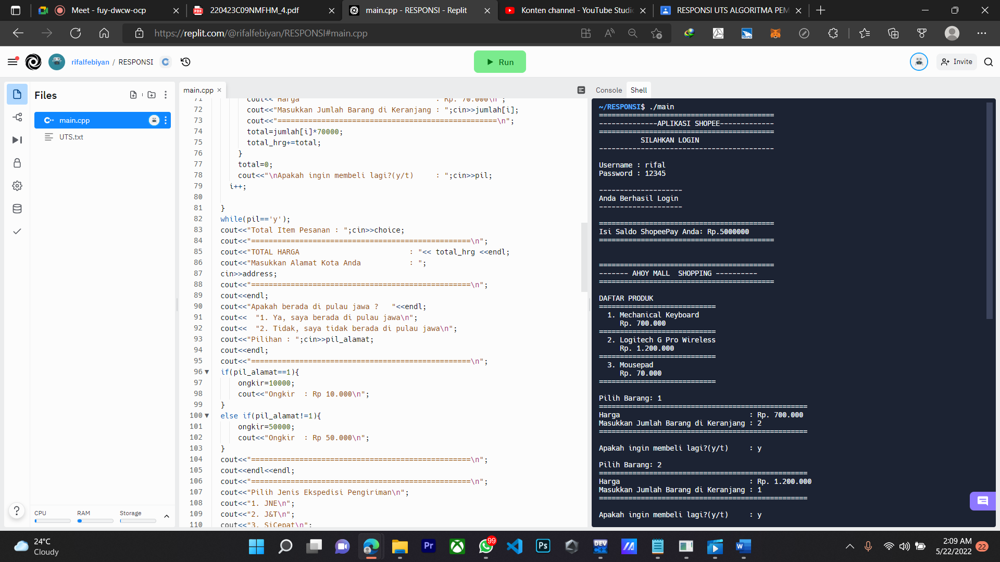 Meet - fuy-dwcw-ocp
220423C09NMFHM_4.pdf
main.cpp - RESPONSI - Replit
Konten channel - YouTube Studio
RESPONSI UTS ALGORITMA PEM
https://replit.com/@rifalfebiyan/RESPONSI#main.cpp
rifalfebiyan / RESPONSI
Run
Invite
Files
main.cpp
UTS.txt
CPU
RAM
Storage
main.cpp
71 cout<<"Harga                               : Rp. 70.000\n";
72 cout<<"Masukkan Jumlah Barang di Keranjang : ";cin>>jumlah[i];
73 cout<<"==================================================\n";
74 total=jumlah[i]*70000;
75 total_hrg+=total;
76 }
77 total=0;
78 cout<<"\nApakah ingin membeli lagi?(y/t)     : ";cin>>pil;
79 i++;
80
81 }
82 while(pil=='y');
83 cout<<"Total Item Pesanan : ";cin>>choice;
84 cout<<"==================================================\n";
85 cout<<"TOTAL HARGA                         : "<< total_hrg <<endl;
86 cout<<"Masukkan Alamat Kota Anda           : ";
87 cin>>address;
88 cout<<"==================================================\n";
89 cout<<endl;
90 cout<<"Apakah berada di pulau jawa ?   "<<endl;
91 cout<<  "1. Ya, saya berada di pulau jawa\n";
92 cout<<  "2. Tidak, saya tidak berada di pulau jawa\n";
93 cout<<"Pilihan : ";cin>>pil_alamat;
94 cout<<endl;
95 cout<<"==================================================\n";
96 if(pil_alamat==1){
97 ongkir=10000;
98 cout<<"Ongkir  : Rp 10.000\n";
99 }
100 else if(pil_alamat!=1){
101 ongkir=50000;
102 cout<<"Ongkir  : Rp 50.000\n";
103 }
104 cout<<"==================================================\n";
105 cout<<endl<<endl;
106 cout<<"==================================================\n";
107 cout<<"Pilih Jenis Ekspedisi Pengiriman\n";
108 cout<<"1. JNE\n";
109 cout<<"2. J&T\n";
110 cout<<"3. SiCepat\n";
Console
Shell
~/RESPONSI$ ./main
==========================================
--------------APLIKASI SHOPEE-------------
==========================================
SILAHKAN LOGIN
------------------------------------------
Username : rifal
Password : 12345
--------------------
Anda Berhasil Login
--------------------
==========================================
Isi Saldo ShopeePay Anda: Rp.5000000
==========================================
==========================================
------- AHOY MALL  SHOPPING ----------
==========================================
DAFTAR PRODUK
============================
1. Mechanical Keyboard
Rp. 700.000
============================
2. Logitech G Pro Wireless
Rp. 1.200.000
============================
3. Mousepad
Rp. 70.000
============================
Pilih Barang: 1
==================================================
Harga                               : Rp. 700.000
Masukkan Jumlah Barang di Keranjang : 2
==================================================
Apakah ingin membeli lagi?(y/t)     : y
Pilih Barang: 2
==================================================
Harga                               : Rp. 1.200.000
Masukkan Jumlah Barang di Keranjang : 1
==================================================
Apakah ingin membeli lagi?(y/t)     : y
24°C
Cloudy
99
2:09 AM
5/22/2022
22